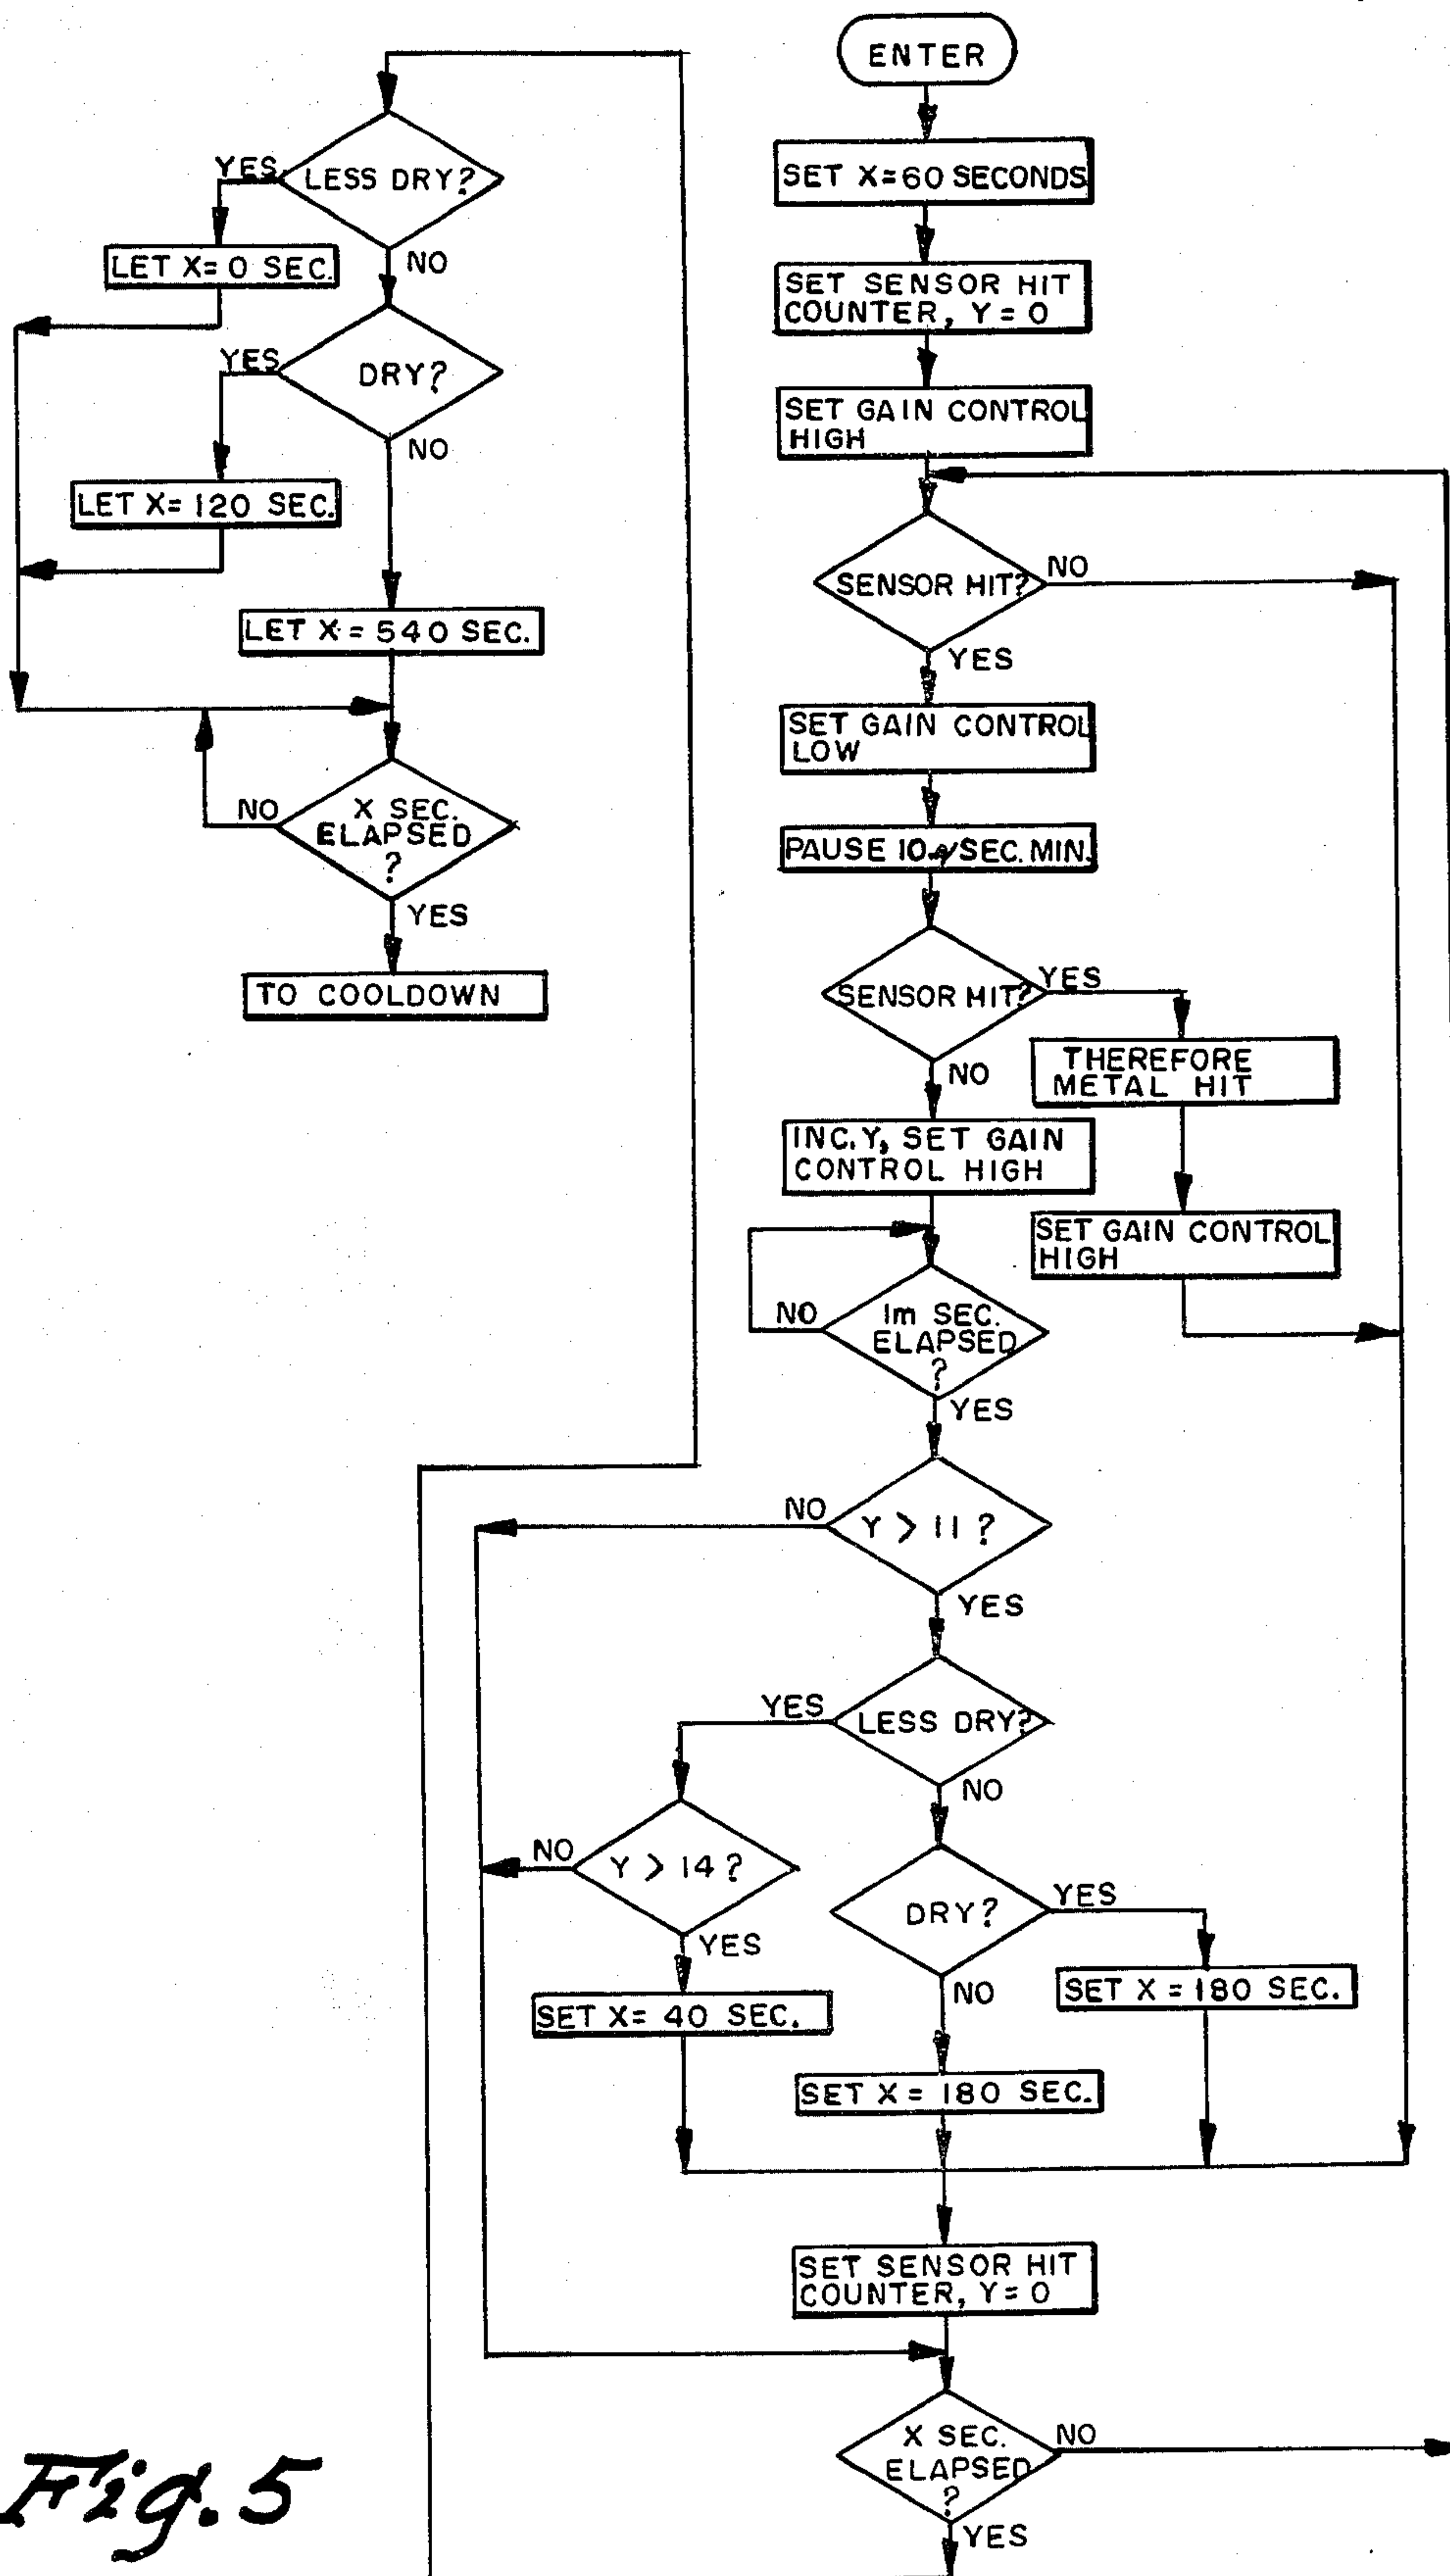 ENTER
SET X=60 SECONDS
SET SENSOR HIT
COUNTER, Y=0
SET GAIN CONTROL
HIGH
SENSOR HIT?
NO
YES
SET GAIN CONTROL
LOW
PAUSE 10 SEC. MIN.
SENSOR HIT?
YES
NO
THEREFORE
METAL HIT
SET GAIN CONTROL
HIGH
INC.Y, SET GAIN
CONTROL HIGH
NO
1m SEC.
ELAPSED
?
YES
NO
Y > 11 ?
YES
YES
LESS DRY?
NO
NO
Y > 14 ?
YES
SET X= 40 SEC.
DRY?
YES
NO
SET X = 180 SEC.
SET X = 180 SEC.
SET SENSOR HIT
COUNTER, Y=0
X SEC.
ELAPSED
?
NO
YES
YES
LESS DRY?
NO
LET X= 0 SEC.
YES
DRY?
NO
LET X= 120 SEC.
LET X = 540 SEC.
NO
X SEC.
ELAPSED
?
YES
TO COOLDOWN
Fig. 5